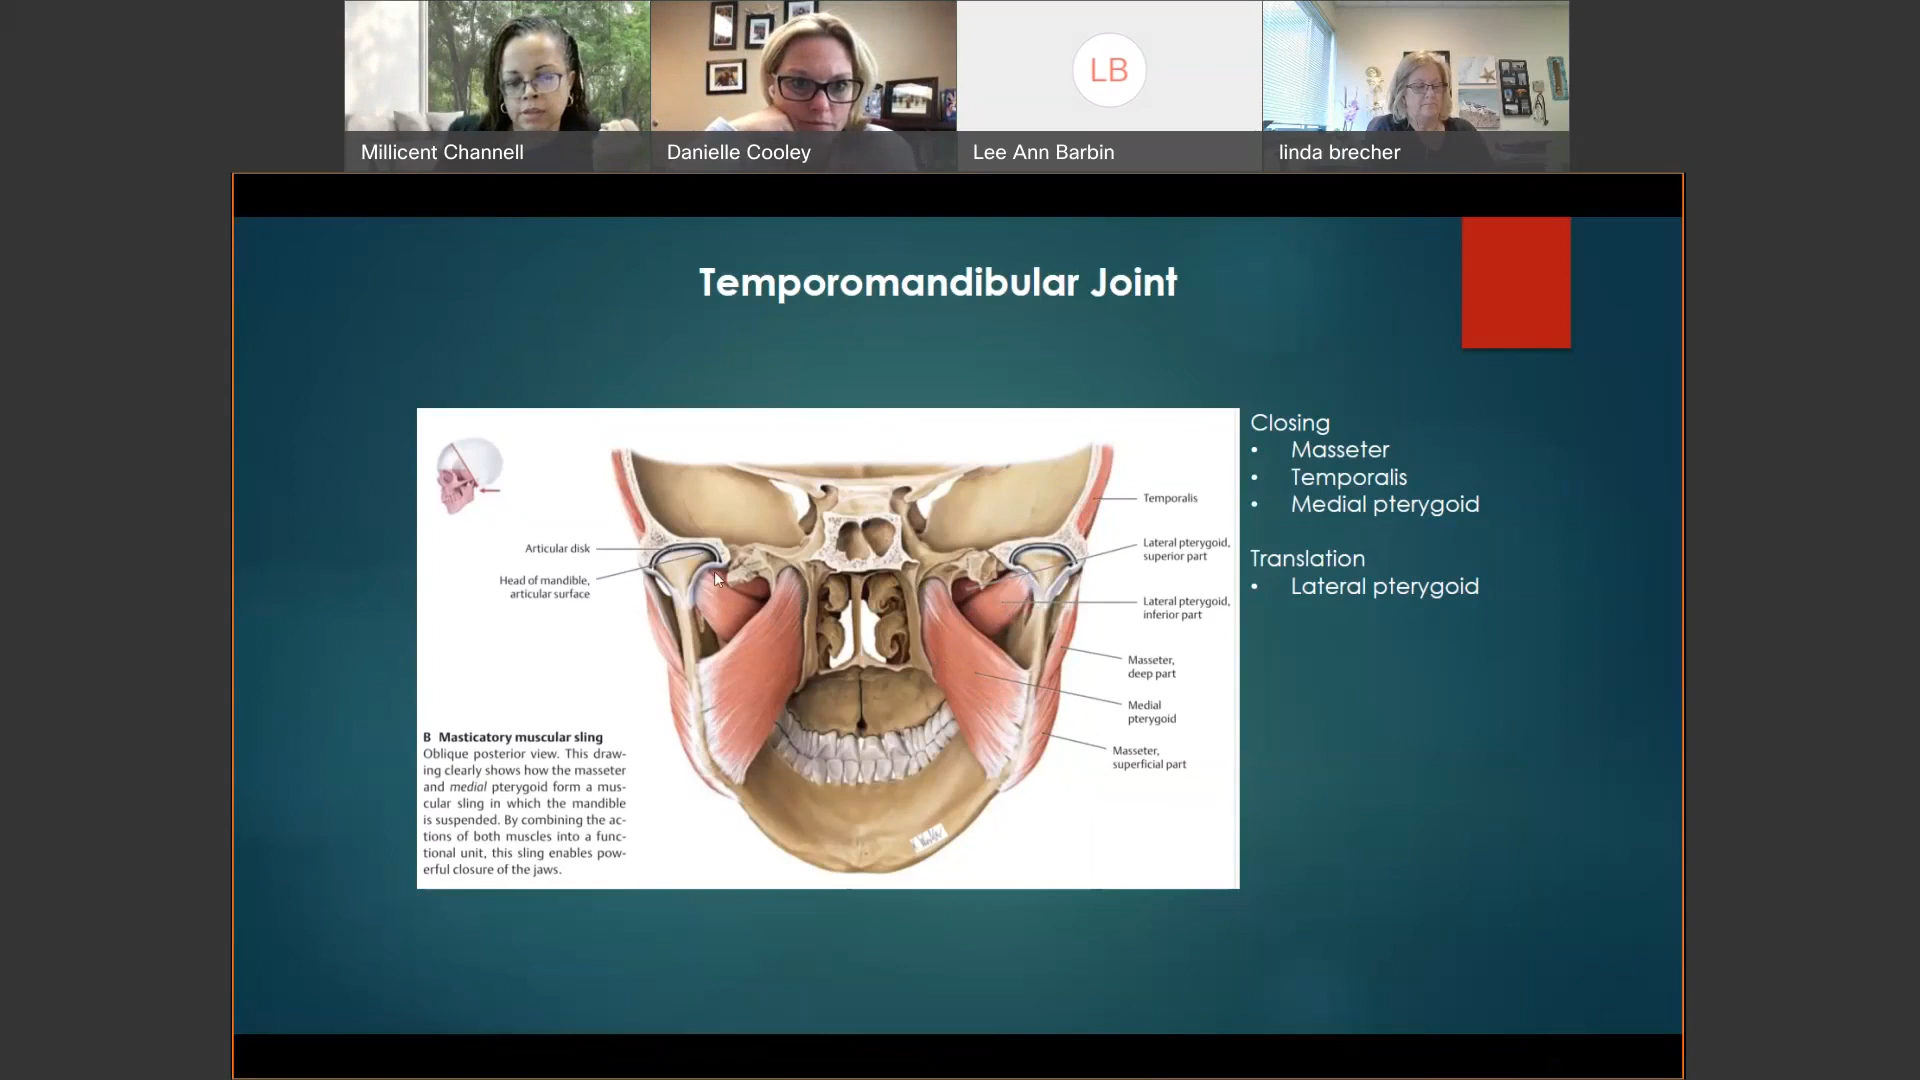 Millicent Channell
Danielle Cooley
LB
Lee Ann Barbin
linda brecher
Temporomandibular Joint
Articular disk
Head of mandible,
articular surface
Temporalis
Lateral pterygoid,
superior part
Lateral pterygoid,
inferior part
Masseter,
deep part
Medial
pterygoid
Masseter,
superficial part
B Masticatory muscular sling
Oblique posterior view. This draw-
ing clearly shows how the masseter
and medial pterygoid form a mus-
cular sling in which the mandible
is suspended. By combining the ac-
tions of both muscles into a func-
tional unit, this sling enables pow-
erful closure of the jaws.
Closing
• Masseter
• Temporalis
• Medial pterygoid
Translation
• Lateral pterygoid